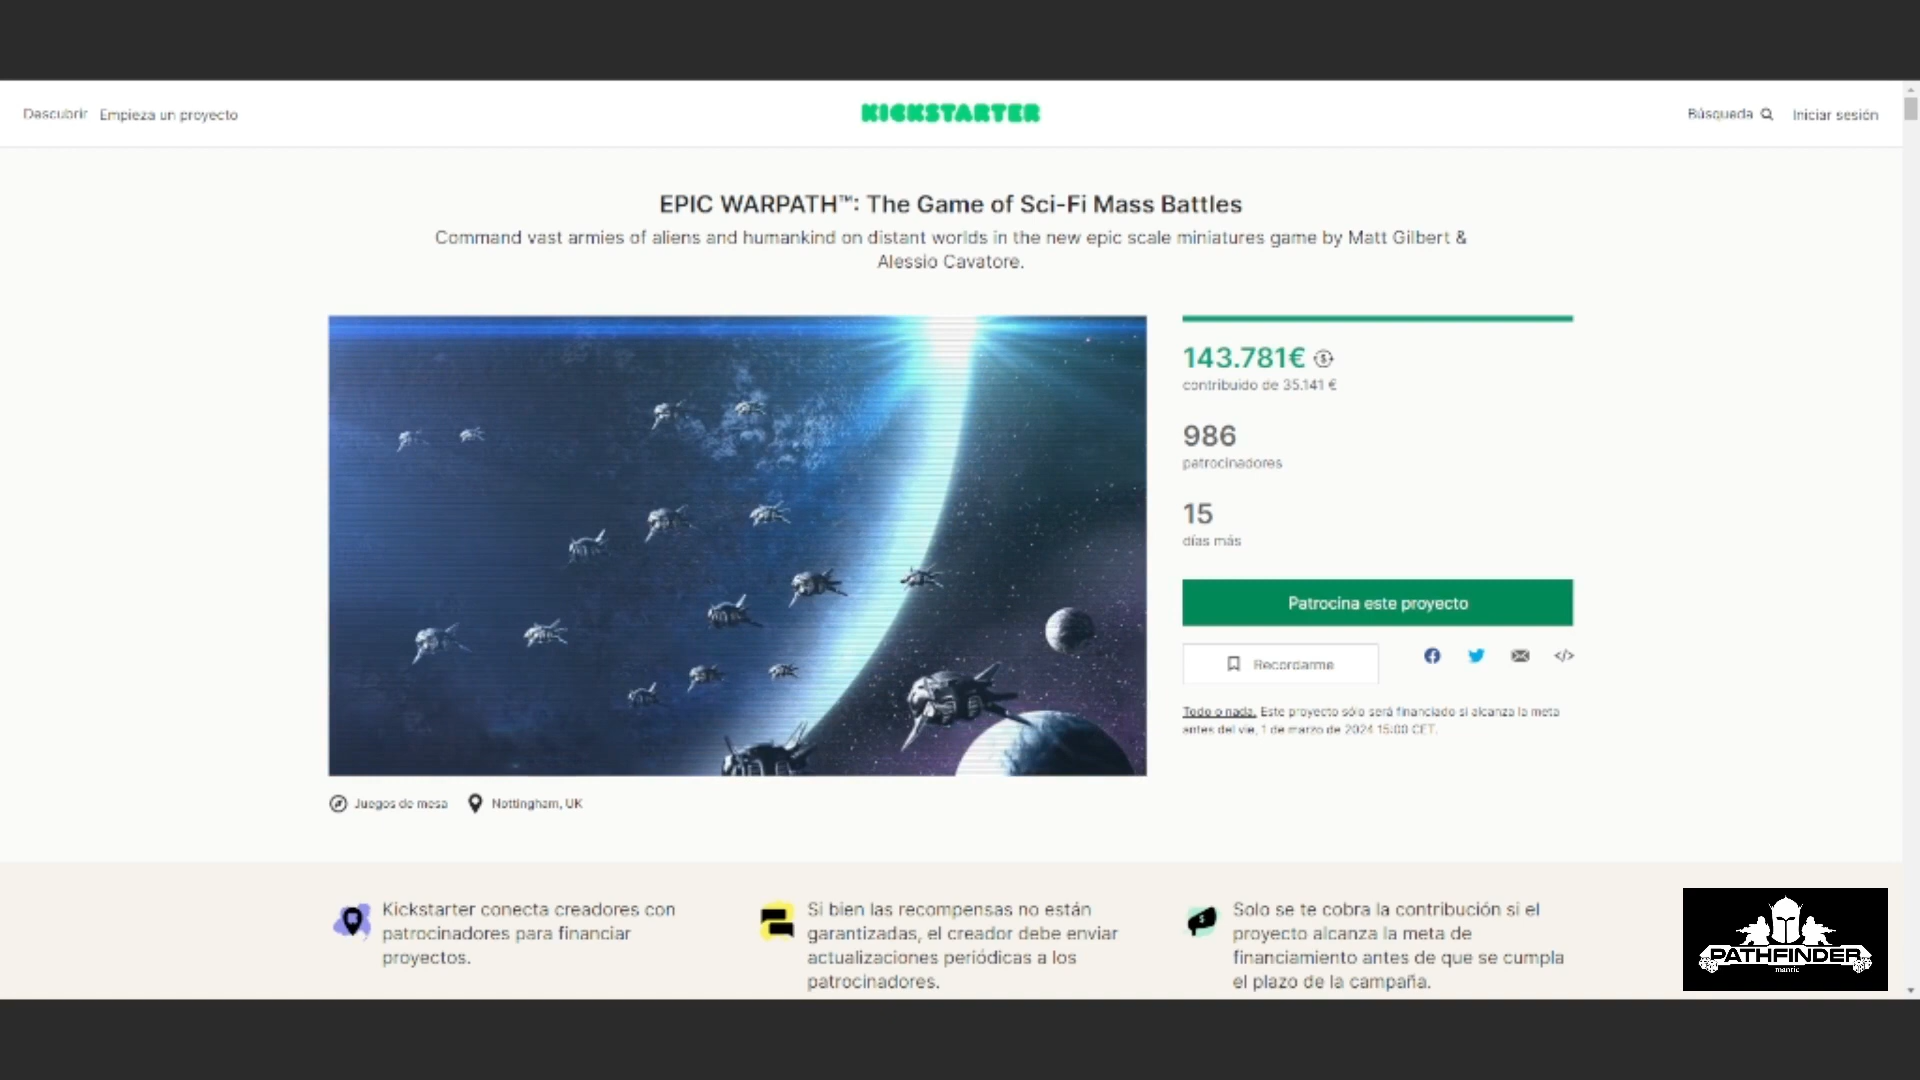 Descubrir Empieza un proyecto
KICKSTARTER
Búsqueda
Iniciar sesión
EPIC WARPATH™: The Game of Sci-Fi Mass Battles
Command vast armies of aliens and humankind on distant worlds in the new epic scale miniatures game by Matt Gilbert &
Alessio Cavatore.
143.781€
contribuido de 35.141 €
986
patrocinadores
15
días más
Patrocina este proyecto
Recordarme
Todo o nada. Este proyecto sólo será financiado si alcanza la meta
antes del vie, 1 de marzo de 2024 15:00 CET.
Juegos de mesa
Nottingham, UK
Kickstarter conecta creadores con
patrocinadores para financiar
proyectos.
Si bien las recompensas no están
garantizadas, el creador debe enviar
actualizaciones periódicas a los
patrocinadores.
Solo se te cobra la contribución si el
proyecto alcanza la meta de
financiamiento antes de que se cumpla
el plazo de la campaña.
PATHFINDER
mantic